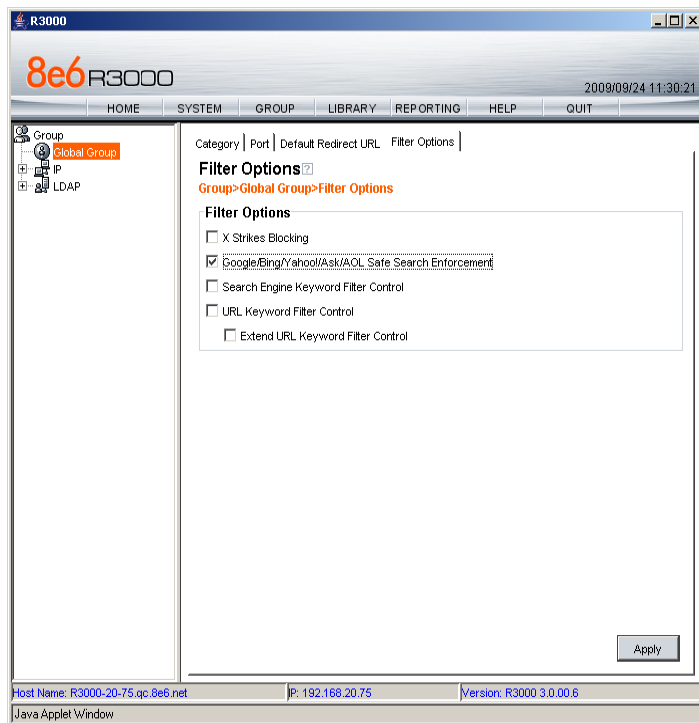 R3000
8e6 R3000
2009/09/24 11:30:21
HOME SYSTEM GROUP LIBRARY REPORTING HELP QUIT
Group
Global Group
IP
LDAP
Category Port Default Redirect URL Filter Options
Filter Options?
Group>Global Group>Filter Options
Filter Options
X Strikes Blocking
Google/Bing/Yahoo!/Ask/AOL Safe Search Enforcement
Search Engine Keyword Filter Control
URL Keyword Filter Control
Extend URL Keyword Filter Control
Apply
Host Name: R3000-20-75.qc.8e6.net IP: 192.168.20.75 Version: R3000 3.0.00.6
Java Applet Window